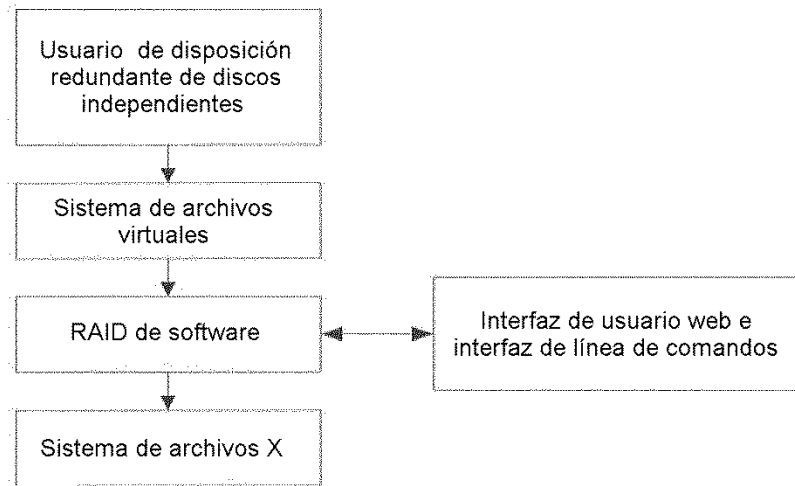 Usuario de disposición
redundante de discos
independientes
Sistema de archivos
virtuales
RAID de software
Interfaz de usuario web e
interfaz de línea de comandos
Sistema de archivos X